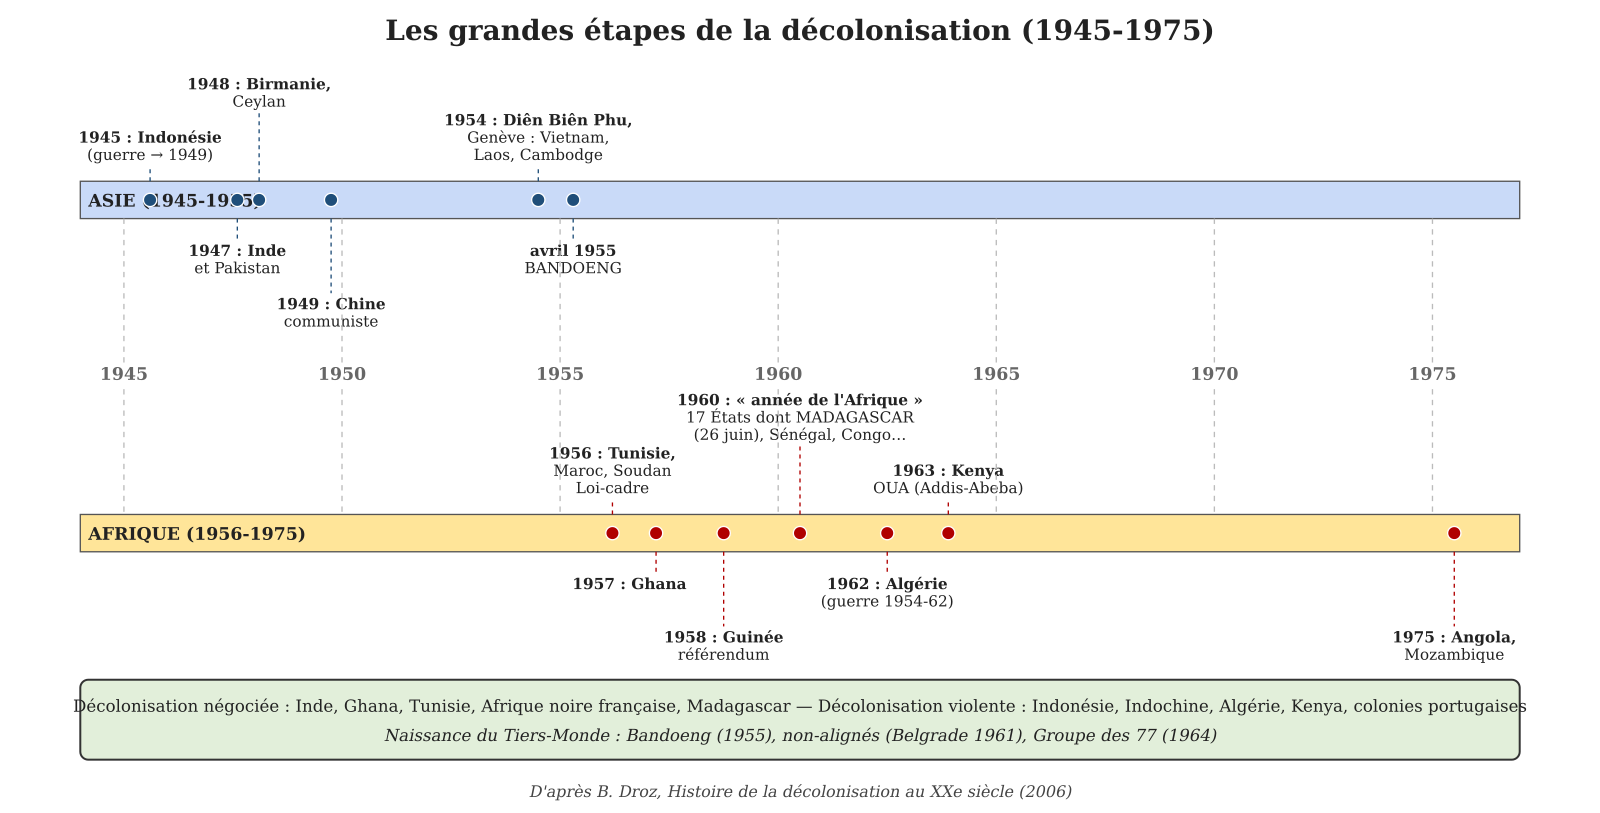 Les grandes étapes de la décolonisation (1945-1975)
1948 : Birmanie,
Ceylan
1945 : Indonésie
(guerre → 1949)
1954 : Diên Biên Phu,
Genève : Vietnam,
Laos, Cambodge
ASIE (1945-1955)
1947 : Inde
et Pakistan
avril 1955
BANDOENG
1949 : Chine
communiste
1945 1950 1955 1960 1965 1970 1975
1960 : « année de l'Afrique »
17 États dont MADAGASCAR
(26 juin), Sénégal, Congo…
1956 : Tunisie,
Maroc, Soudan
Loi-cadre
1963 : Kenya
OUA (Addis-Abeba)
AFRIQUE (1956-1975)
1957 : Ghana
1962 : Algérie
(guerre 1954-62)
1958 : Guinée
référendum
1975 : Angola,
Mozambique
Décolonisation négociée : Inde, Ghana, Tunisie, Afrique noire française, Madagascar — Décolonisation violente : Indonésie, Indochine, Algérie, Kenya, colonies portugaises
Naissance du Tiers-Monde : Bandoeng (1955), non-alignés (Belgrade 1961), Groupe des 77 (1964)
D'après B. Droz, Histoire de la décolonisation au XXe siècle (2006)